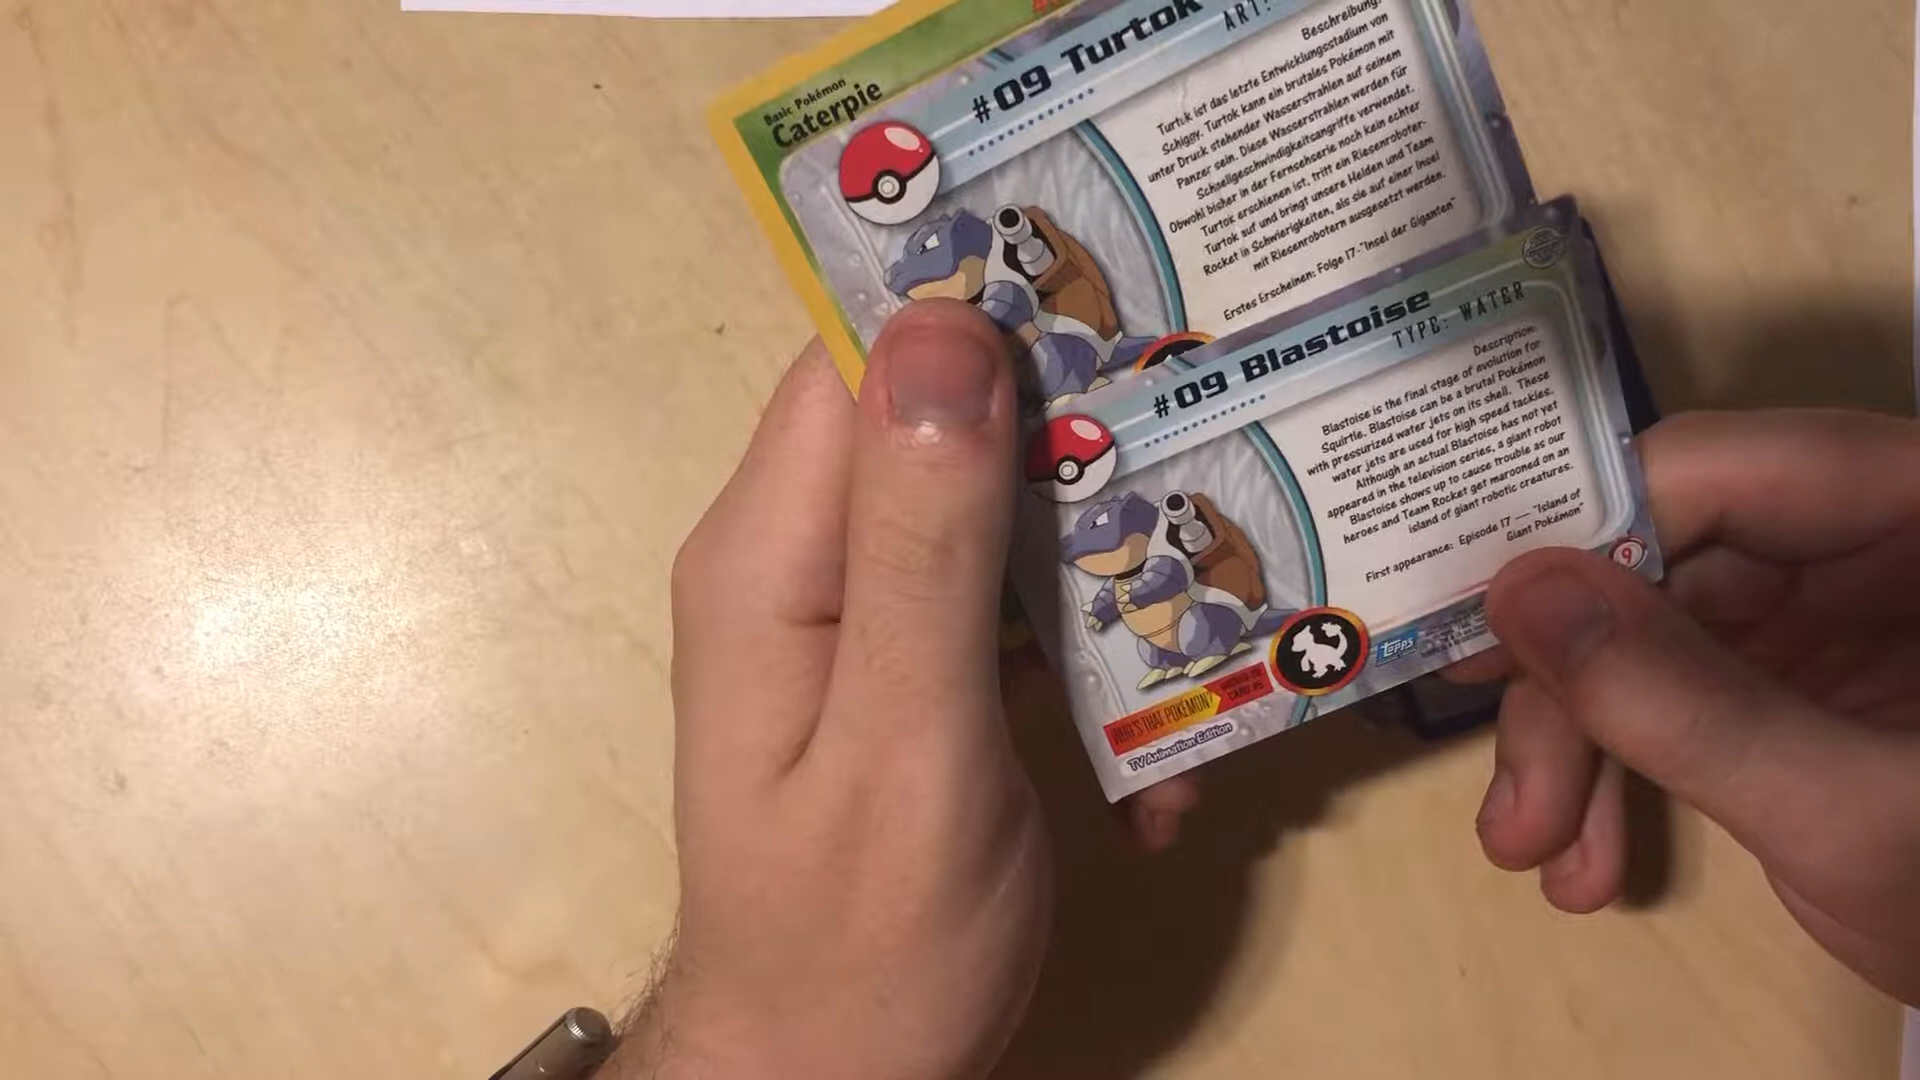 Basic Pokémon
Caterpie
#09 Turtok
ART:
Beschreibung:
Turtok ist das letzte Entwicklungsstadium von
Schiggy. Turtok kann ein brutales Pokémon mit
unter Druck stehender Wasserstrahlen auf seinem
Panzer sein. Diese Wasserstrahlen werden für
Schnellgeschwindigkeitsangriffe verwendet.
Obwohl bisher in der Fernsehserie noch kein echter
Turtok erschienen ist, tritt ein Riesenroboter-
Turtok auf und bringt unsere Helden und Team
Rocket in Schwierigkeiten, als sie auf einer Insel
mit Riesenrobotern ausgesetzt werden.
Erstes Erscheinen: Folge 17-"Insel der Giganten"
#09 Blastoise
TYPE: WATER
Description:
Blastoise is the final stage of evolution for
Squirtle. Blastoise can be a brutal Pokémon
with pressurized water jets on its shell. These
water jets are used for high speed tackles.
Although an actual Blastoise has not yet
appeared in the television series, a giant robot
Blastoise shows up to cause trouble as our
heroes and Team Rocket get marooned on an
island of giant robotic creatures.
First appearance: Episode 17 — "Island of
Giant Pokémon"
9
Topps
WHO'S THAT POKÉMON?
TV Animation Edition